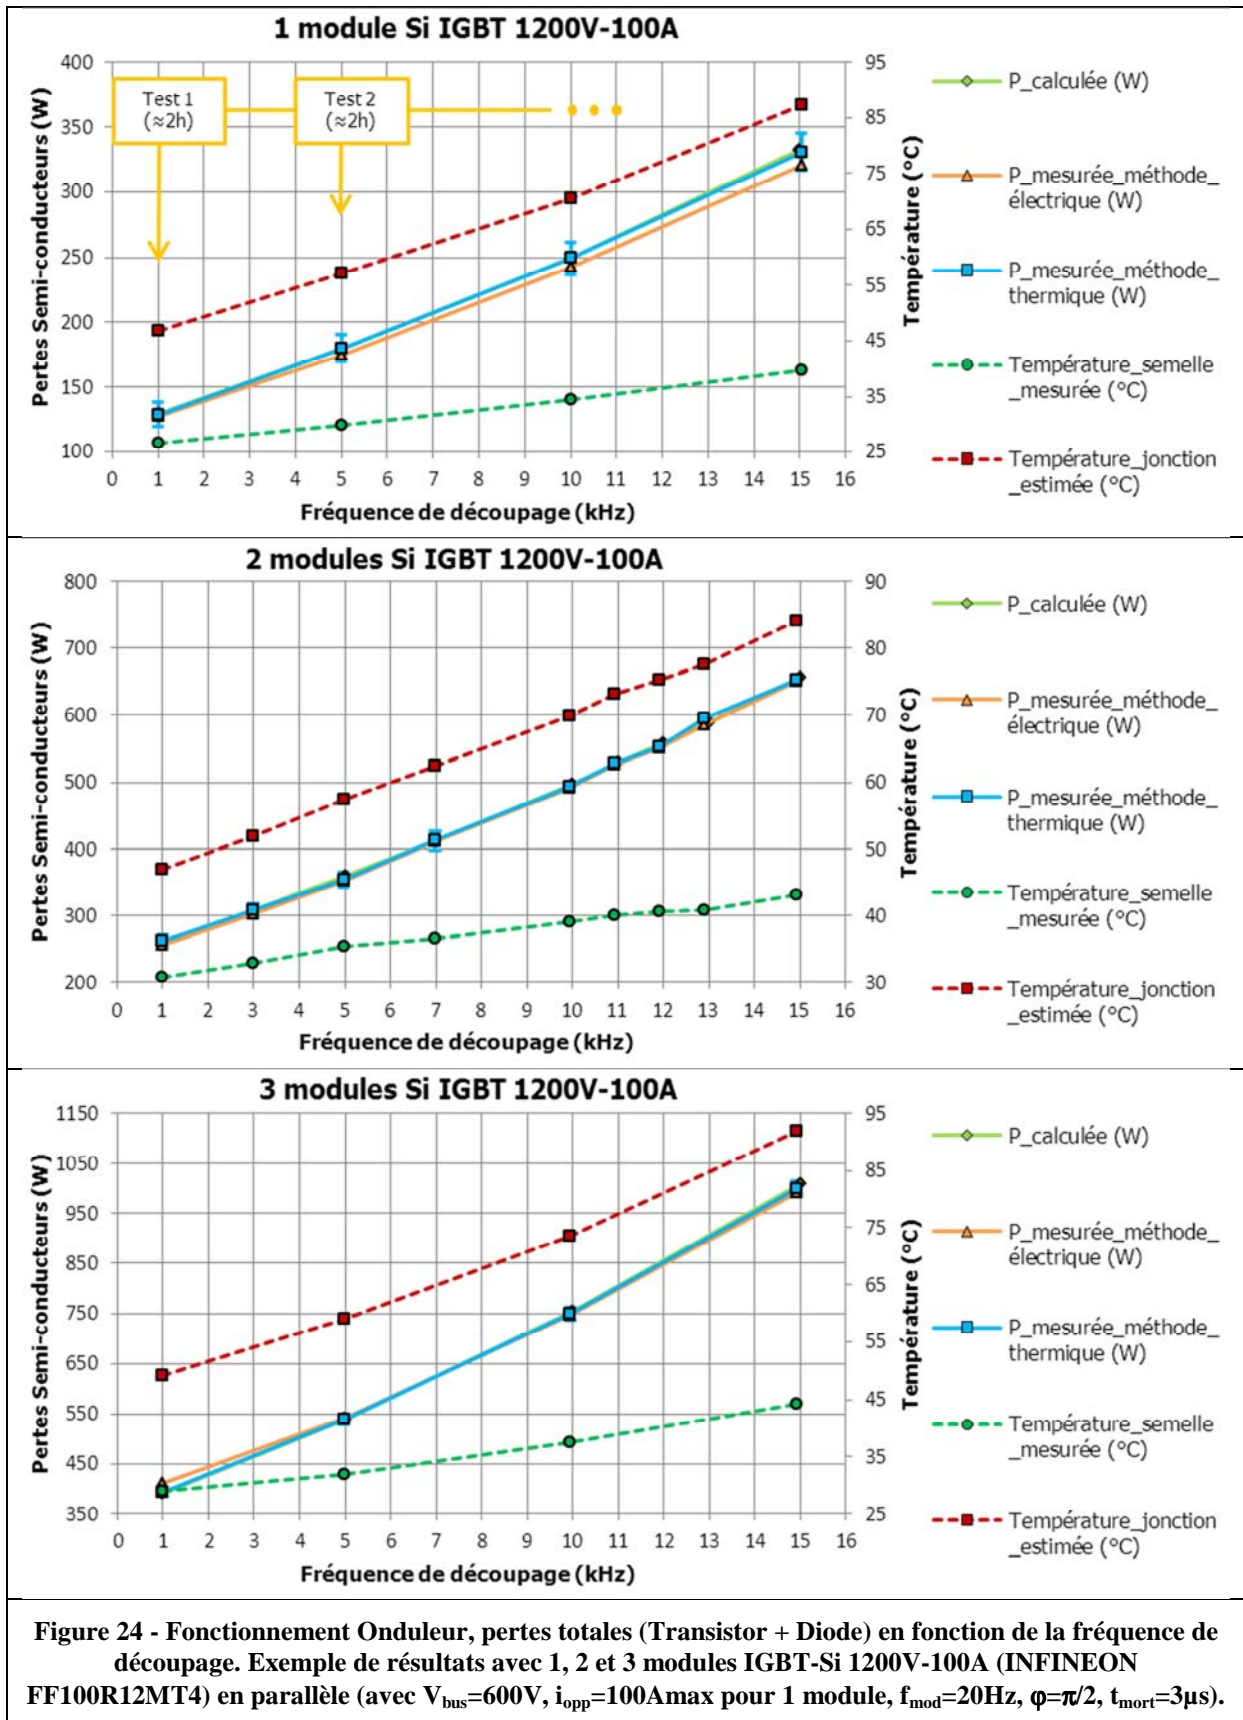 1 module Si IGBT 1200V-100A
Pertes Semi-conducteurs (W)
400
350
300
250
200
150
100
Test 1
(≈2h)
Test 2
(≈2h)
95
85
75
65
55
45
35
25
Température (°C)
0 1 2 3 4 5 6 7 8 9 10 11 12 13 14 15 16
Fréquence de découpage (kHz)
P_calculée (W)
P_mesurée_méthode_
électrique (W)
P_mesurée_méthode_
thermique (W)
Température_semelle
_mesurée (°C)
Température_jonction
_estimée (°C)
2 modules Si IGBT 1200V-100A
Pertes Semi-conducteurs (W)
800
700
600
500
400
300
200
90
80
70
60
50
40
30
Température (°C)
0 1 2 3 4 5 6 7 8 9 10 11 12 13 14 15 16
Fréquence de découpage (kHz)
P_calculée (W)
P_mesurée_méthode_
électrique (W)
P_mesurée_méthode_
thermique (W)
Température_semelle
_mesurée (°C)
Température_jonction
_estimée (°C)
3 modules Si IGBT 1200V-100A
Pertes Semi-conducteurs (W)
1150
1050
950
850
750
650
550
450
350
95
85
75
65
55
45
35
25
Température (°C)
0 1 2 3 4 5 6 7 8 9 10 11 12 13 14 15 16
Fréquence de découpage (kHz)
P_calculée (W)
P_mesurée_méthode_
électrique (W)
P_mesurée_méthode_
thermique (W)
Température_semelle
_mesurée (°C)
Température_jonction
_estimée (°C)
Figure 24 - Fonctionnement Onduleur, pertes totales (Transistor + Diode) en fonction de la fréquence de
découpage. Exemple de résultats avec 1, 2 et 3 modules IGBT-Si 1200V-100A (INFINEON
FF100R12MT4) en parallèle (avec Vbus=600V, iopp=100Amax pour 1 module, fmod=20Hz, φ=π/2, tmort=3µs).